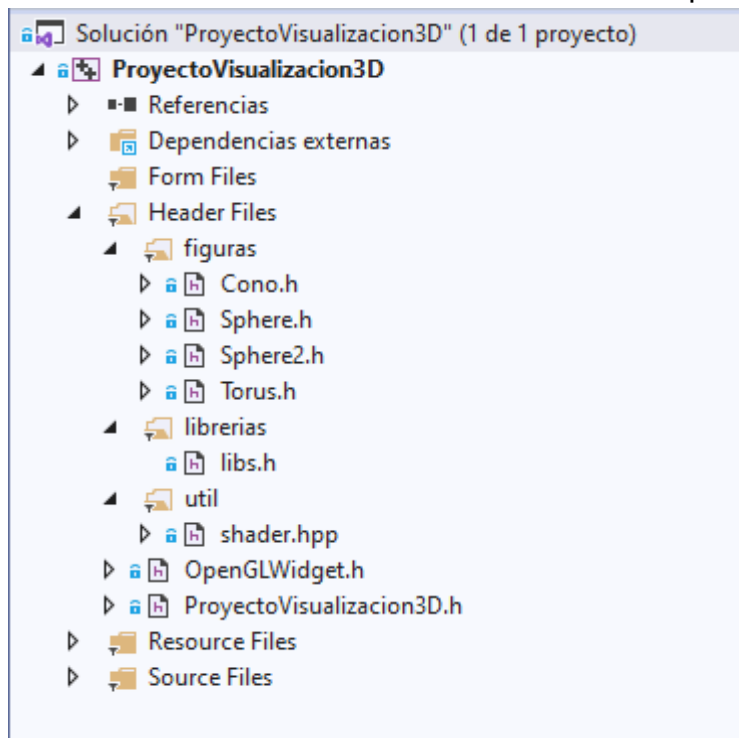 Solución "ProyectoVisualizacion3D" (1 de 1 proyecto)
ProyectoVisualizacion3D
Referencias
Dependencias externas
Form Files
Header Files
figuras
Cono.h
Sphere.h
Sphere2.h
Torus.h
librerias
libs.h
util
shader.hpp
OpenGLWidget.h
ProyectoVisualizacion3D.h
Resource Files
Source Files